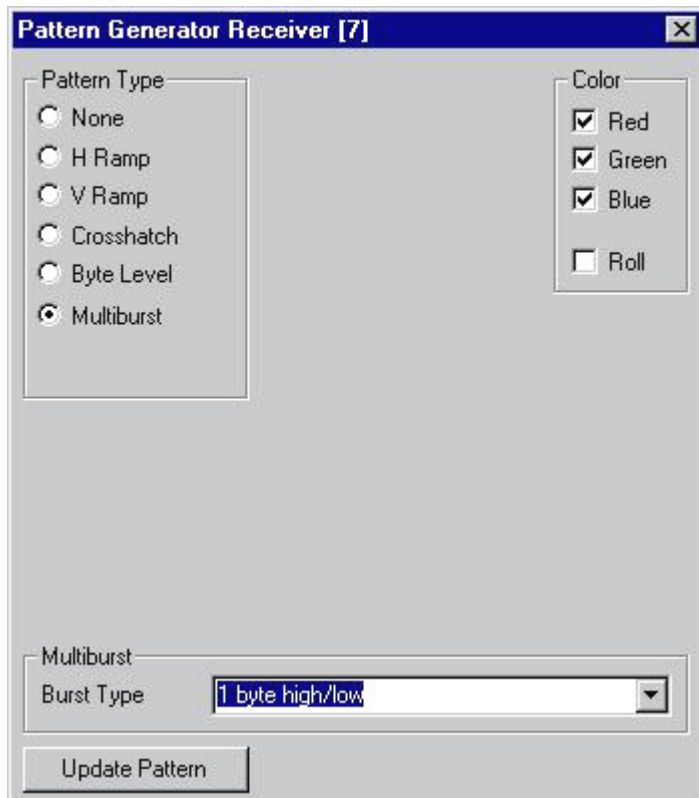 Pattern Generator Receiver [7]
Pattern Type
None
H Ramp
V Ramp
Crosshatch
Byte Level
Multiburst
Color
Red
Green
Blue
Roll
Multiburst
Burst Type
1 byte high/low
Update Pattern